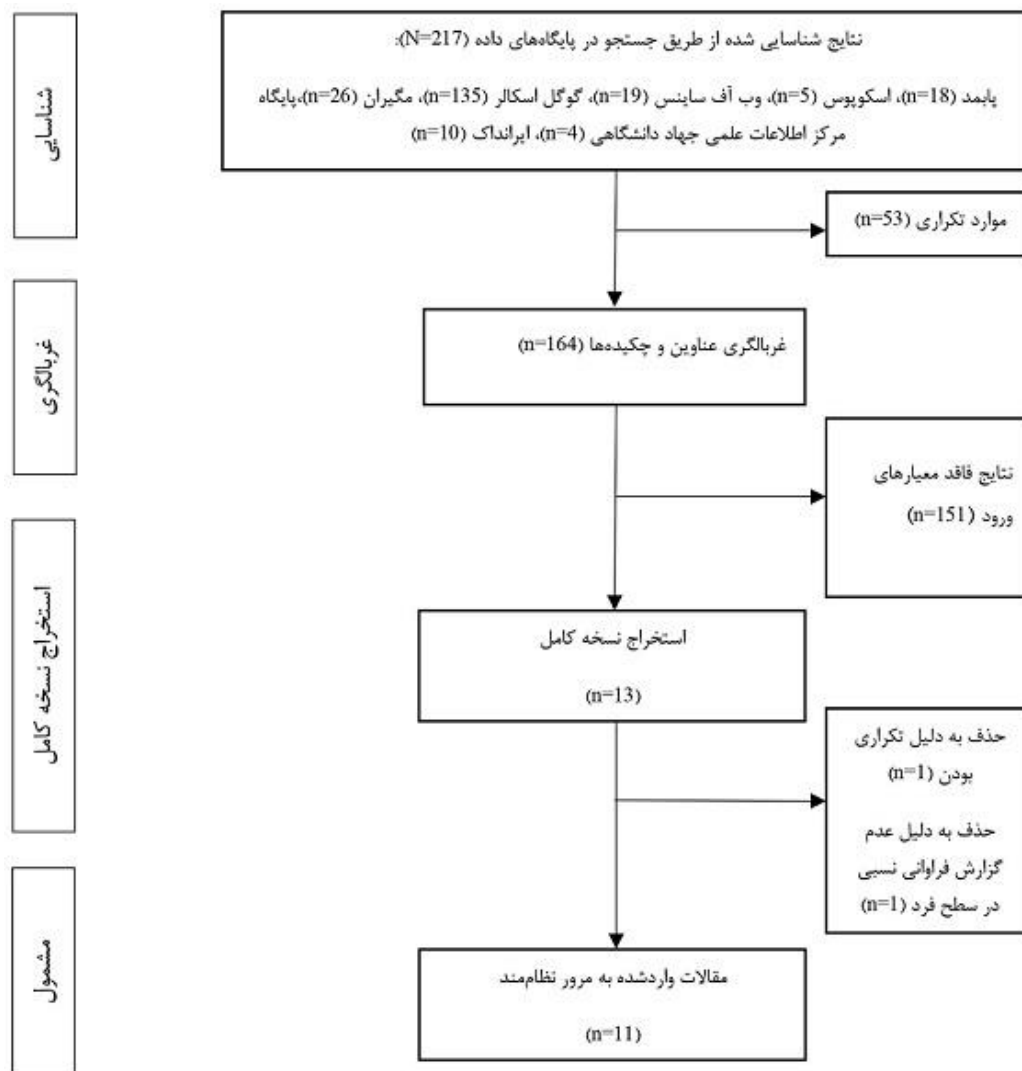 شناسایی
نتایج شناسایی شده از طریق جستجو در پایگاه‌های داده (N=217):
پابمد (n=18)، اسکوپوس (n=5)، وب آف ساینس (n=19)، گوگل اسکالر (n=135)، مگیران (n=26)،پایگاه
مرکز اطلاعات علمی جهاد دانشگاهی (n=4)، ایرانداک (n=10)
موارد تکراری (n=53)
غربالگری
غربالگری عناوین و چکیده‌ها (n=164)
نتایج فاقد معیارهای
ورود (n=151)
استخراج نسخه کامل
استخراج نسخه کامل
(n=13)
حذف به دلیل تکراری
بودن (n=1)
حذف به دلیل عدم
گزارش فراوانی نسبی
در سطح فرد (n=1)
مشمول
مقالات واردشده به مرور نظام‌مند
(n=11)